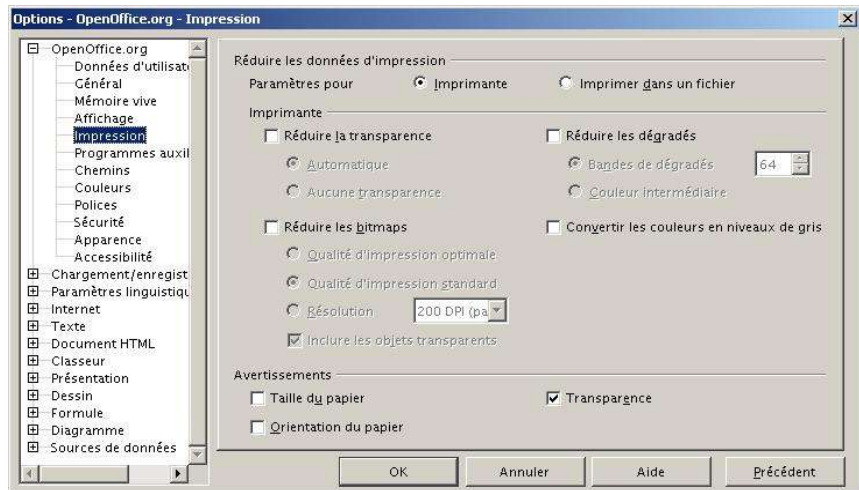 Options - OpenOffice.org - Impression
OpenOffice.org
Données d'utilisate
Général
Mémoire vive
Affichage
Impression
Programmes auxil
Chemins
Couleurs
Polices
Sécurité
Apparence
Accessibilité
Chargement/enregist
Paramètres linguistiqu
Internet
Texte
Document HTML
Classeur
Présentation
Dessin
Formule
Diagramme
Sources de données
Réduire les données d'impression
Paramètres pour Imprimante Imprimer dans un fichier
Imprimante
Réduire la transparence Réduire les dégradés
Automatique Bandes de dégradés 64
Aucune transparence Couleur intermédiaire
Réduire les bitmaps Convertir les couleurs en niveaux de gris
Qualité d'impression optimale
Qualité d'impression standard
Résolution 200 DPI (pa
Inclure les objets transparents
Avertissements
Taille du papier Transparence
Orientation du papier
OK Annuler Aide Précédent